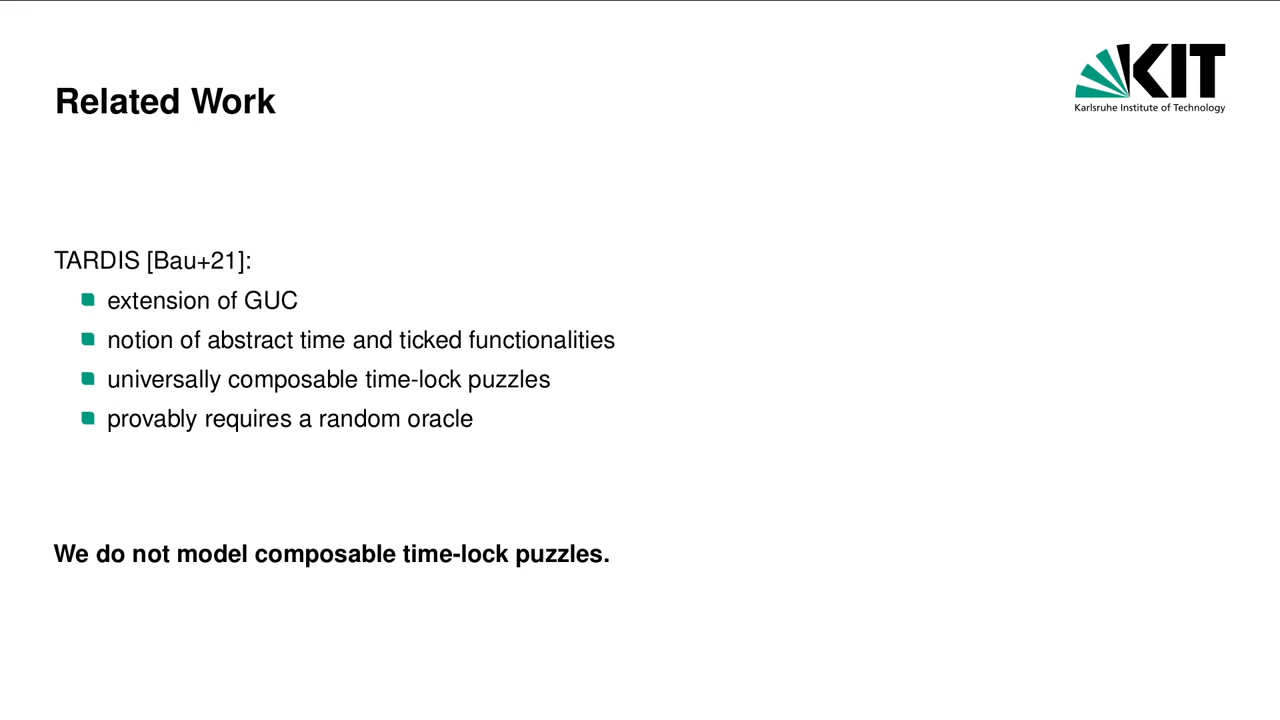 KIT
Karlsruhe Institute of Technology
Related Work
TARDIS [Bau+21]:
extension of GUC
notion of abstract time and ticked functionalities
universally composable time-lock puzzles
provably requires a random oracle
We do not model composable time-lock puzzles.